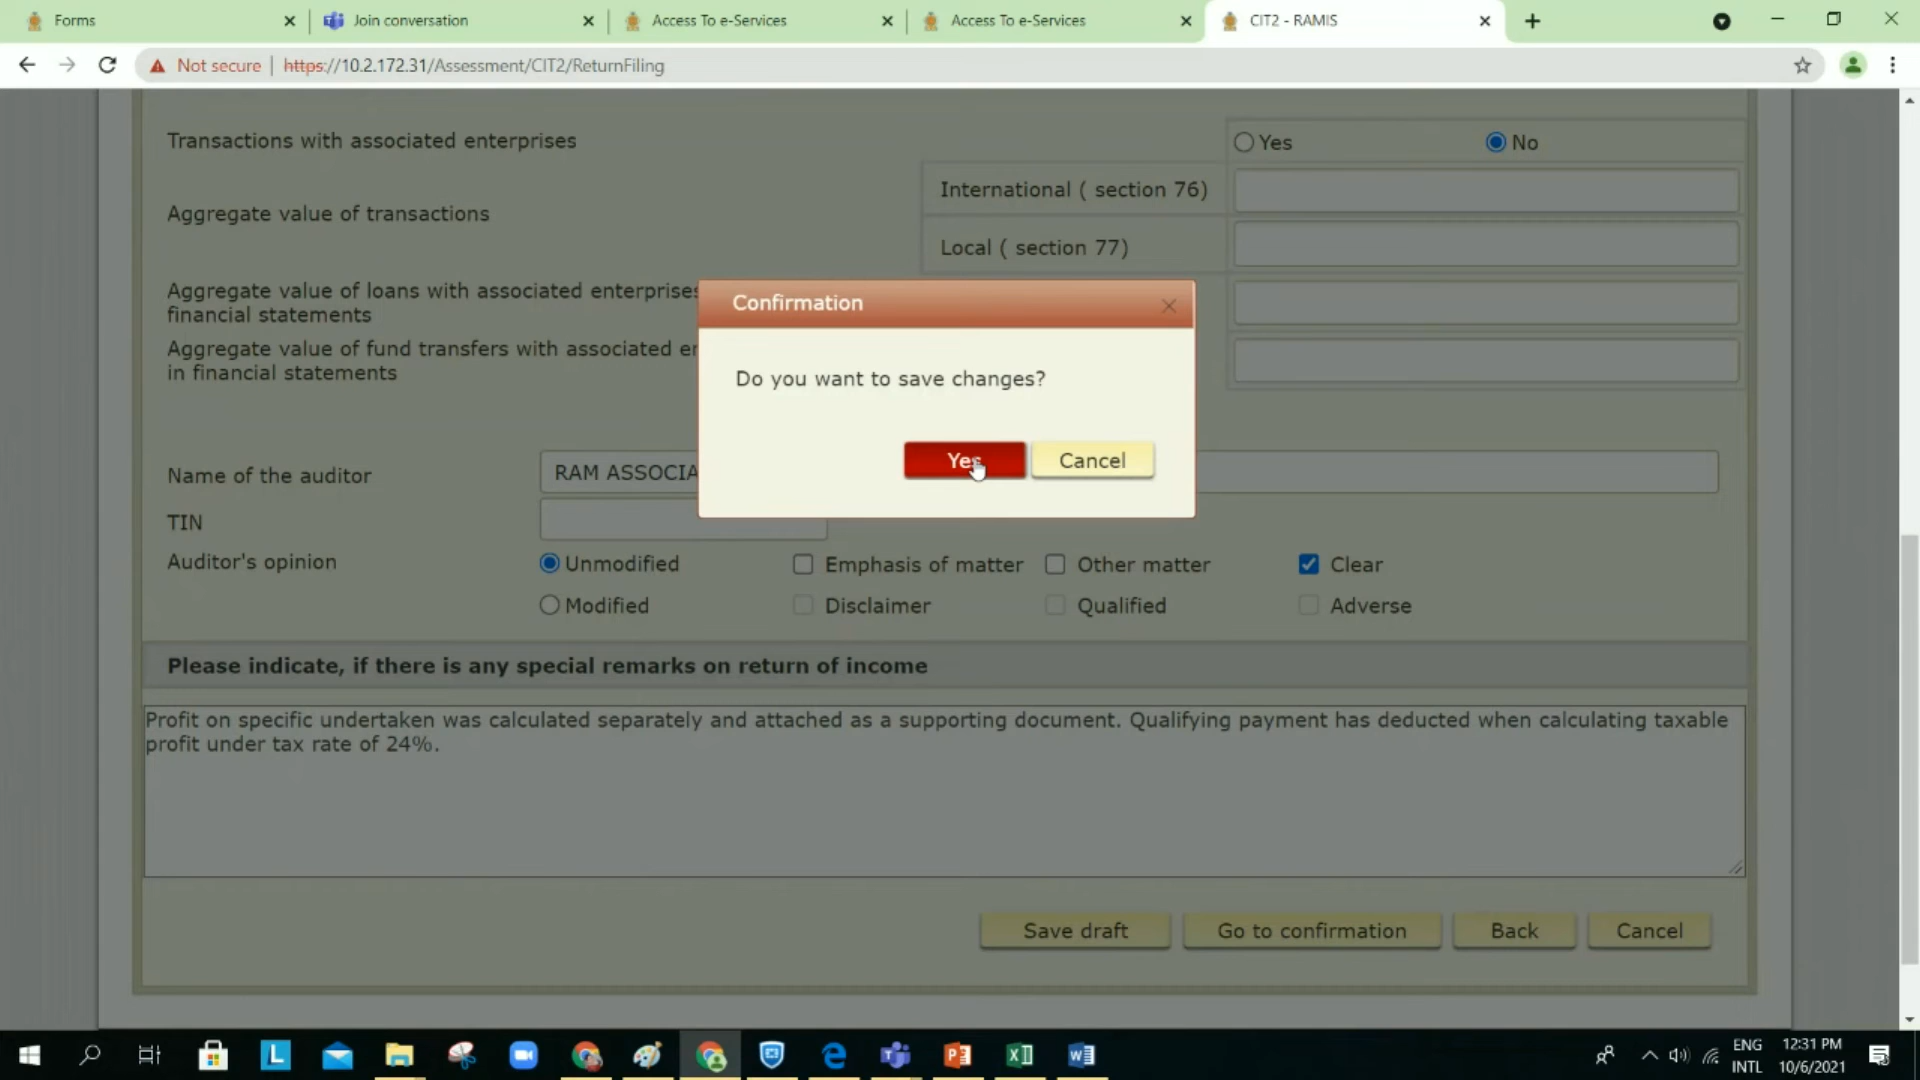 Forms
Join conversation
Access To e-Services
Access To e-Services
CIT2 - RAMIS
Not secure
https://10.2.172.31/Assessment/CIT2/ReturnFiling
Transactions with associated enterprises
Yes
No
Aggregate value of transactions
International ( section 76)
Local ( section 77)
Aggregate value of loans with associated enterprises
financial statements
Aggregate value of fund transfers with associated
in financial statements
Confirmation
Do you want to save changes?
Yes
Cancel
Name of the auditor
RAM ASSOCIA
TIN
Auditor's opinion
Unmodified
Emphasis of matter
Other matter
Clear
Modified
Disclaimer
Qualified
Adverse
Please indicate, if there is any special remarks on return of income
Profit on specific undertaken was calculated separately and attached as a supporting document. Qualifying payment has deducted when calculating taxable
profit under tax rate of 24%.
Save draft
Go to confirmation
Back
Cancel
ENG
INTL
12:31 PM
10/6/2021